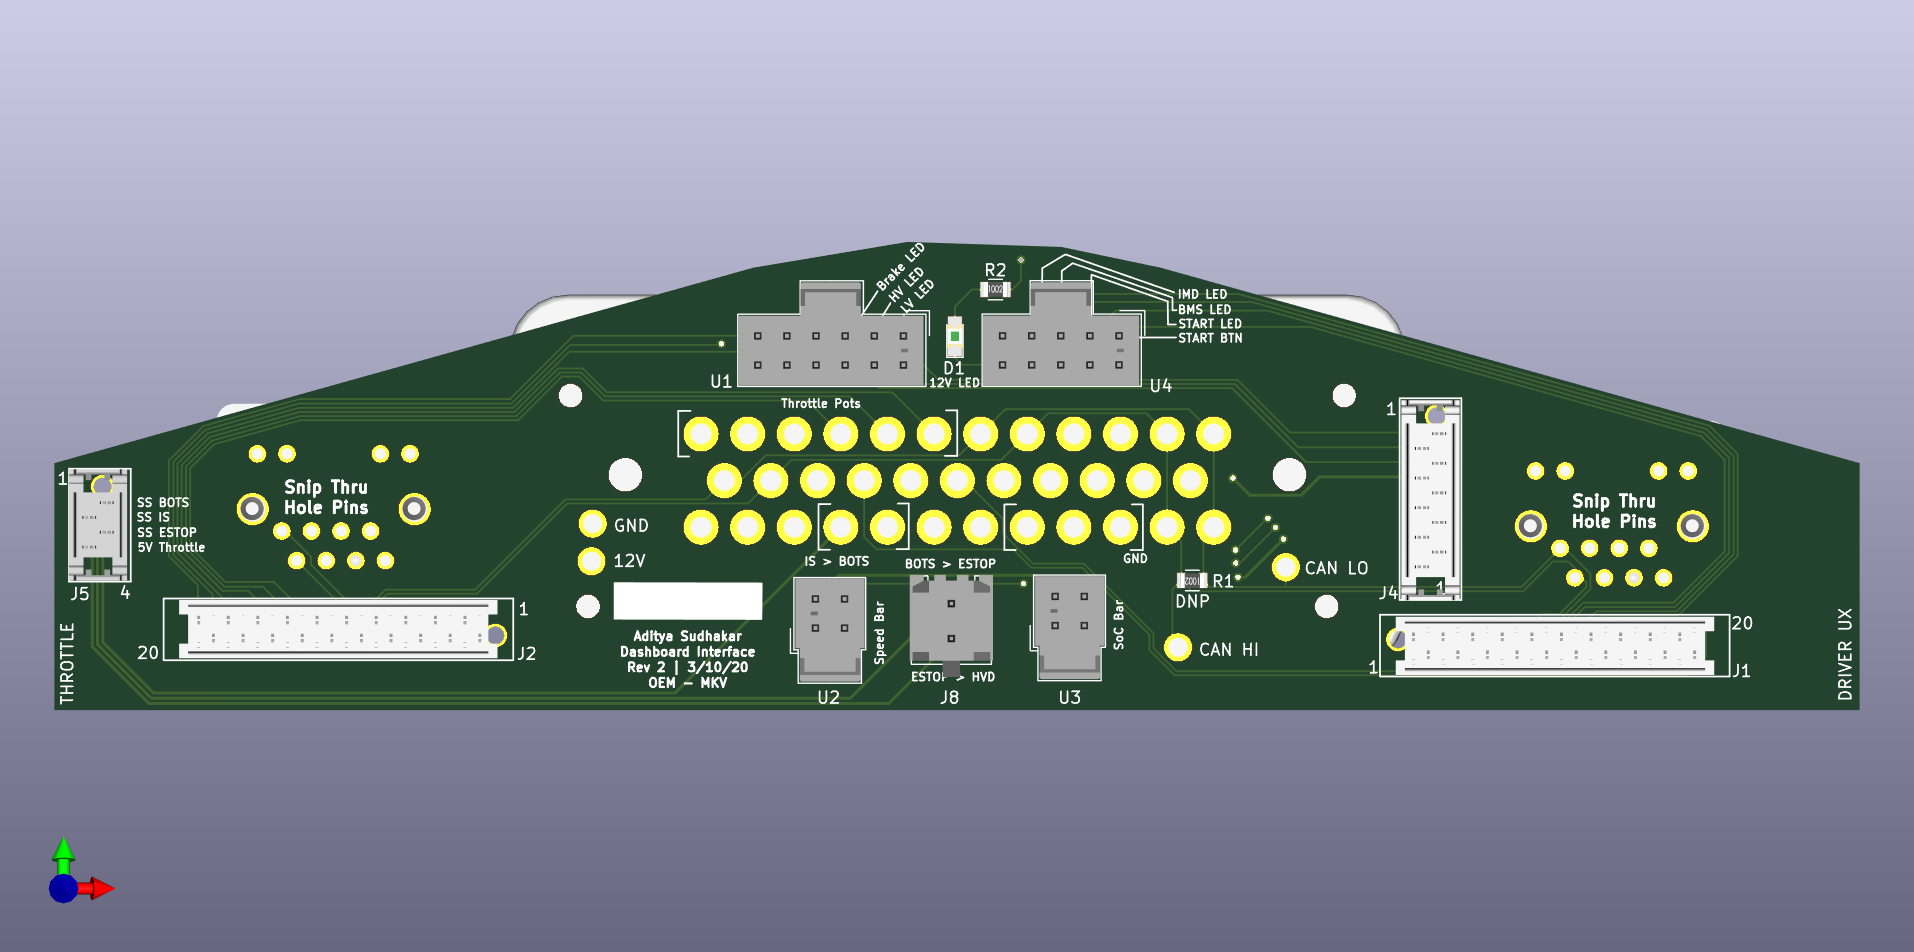 Brake LED
HV LED
LV LED
R2
1002
IMD LED
BMS LED
START LED
START BTN
D1
12V LED
U1
U4
Throttle Pots
1
1
Snip Thru
Hole Pins
Snip Thru
Hole Pins
SS BOTS
SS IS
SS ESTOP
5V Throttle
J5
4
GND
12V
IS > BOTS
BOTS > ESTOP
GND
CAN LO
1001
R1
DNP
J4
1
1
20
J2
THROTTLE
Aditya Sudhakar
Dashboard Interface
Rev 2 | 3/10/20
OEM - MKV
Speed Bar
SoC Bar
CAN HI
20
1
J1
DRIVER UX
ESTOP > HVD
U2
J8
U3